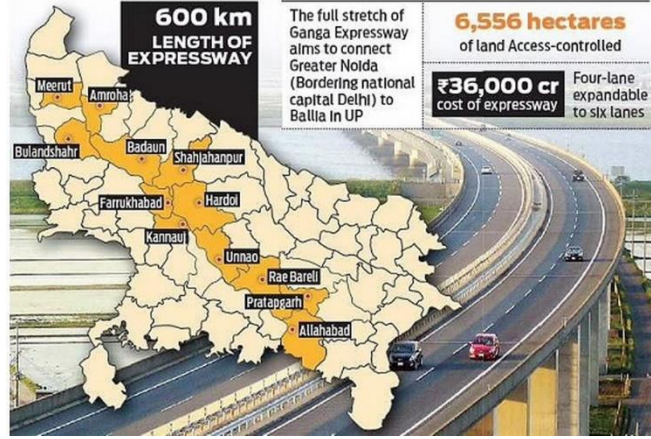 600 km
LENGTH OF
EXPRESSWAY
The full stretch of
Ganga Expressway
aims to connect
Greater Noida
(Bordering national
capital Delhi) to
Ballia in UP
6,556 hectares
of land Access-controlled
₹36,000 cr
cost of expressway
Four-lane
expandable
to six lanes
Meerut
Amroha
Bulandshahr
Badaun
Shahjahanpur
Farrukhabad
Hardoi
Kannauj
Unnao
Rae Bareli
Pratapgarh
Allahabad